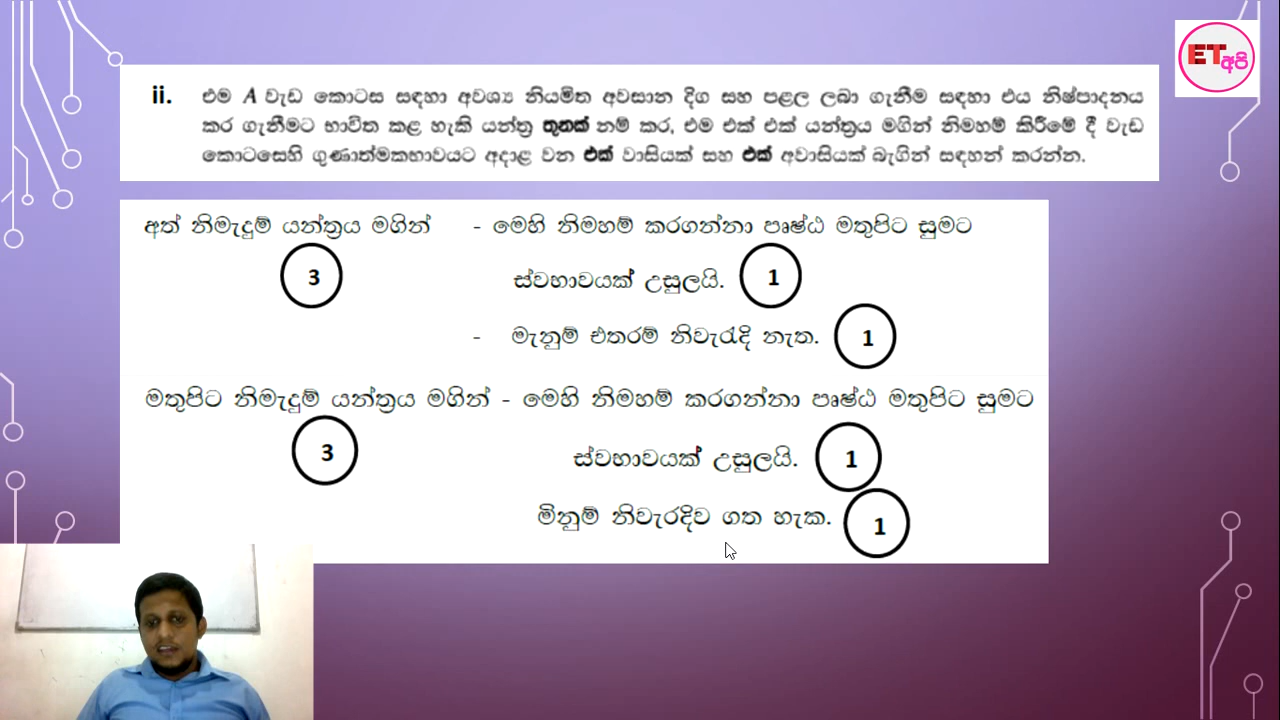 ET අපි
ii. එම A වැඩ කොටස සඳහා අවශ්‍ය නියමිත අවසාන දිග සහ පළල ලබා ගැනීම සඳහා එය නිෂ්පාදනය
කර ගැනීමට භාවිත කළ හැකි යන්ත්‍ර තුනක් නම් කර, එම එක් එක් යන්ත්‍රය මගින් නිමහම් කිරීමේ දී වැඩ
කොටසෙහි ගුණාත්මකභාවයට අදාළ වන එක් වාසියක් සහ එක් අවාසියක් බැගින් සඳහන් කරන්න.
අත් නිමැදුම් යන්ත්‍රය මගින් - මෙහි නිමහම් කරගන්නා පෘෂ්ඨ මතුපිට සුමට
3 ස්වභාවයක් උසුලයි. 1
- මැනුම් එතරම් නිවැරැදි නැත. 1
මතුපිට නිමැදුම් යන්ත්‍රය මගින් - මෙහි නිමහම් කරගන්නා පෘෂ්ඨ මතුපිට සුමට
3 ස්වභාවයක් උසුලයි. 1
මිනුම් නිවැරදිව ගත හැක. 1